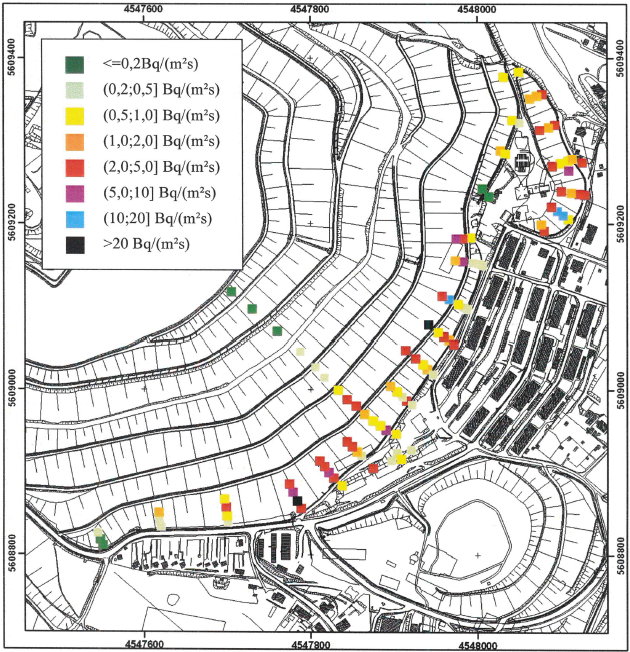 4547600 4547800 4548000
5609400 5609400
<=0,2Bq/(m²s)
(0,2;0,5] Bq/(m²s)
(0,5:1,0] Bq/(m²s)
(1,0;2,0] Bq/(m²s)
(2,0;5,0] Bq/(m²s)
(5,0;10] Bq/(m²s)
(10;20] Bq/(m²s)
>20 Bq/(m²s)
5609200 5609200
5609000 5609000
5608800 5608800
4547600 4547800 4548000